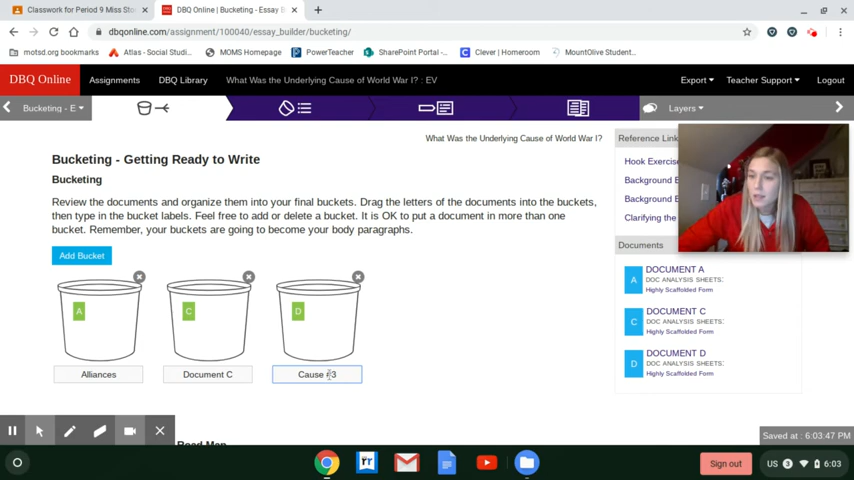 Classwork for Period 9 Miss Sto
DBQ Online | Bucketing - Essay B
dbqonline.com/assignment/100040/essay_builder/bucketing/
motsd.org bookmarks
Atlas - Social Studi...
MOMS Homepage
PowerTeacher
SharePoint Portal -...
Clever | Homeroom
MountOlive Student...
DBQ Online
Assignments
DBQ Library
What Was the Underlying Cause of World War I? : EV
Export
Teacher Support
Logout
Bucketing - E
Layers
What Was the Underlying Cause of World War I?
Reference Link
Bucketing - Getting Ready to Write
Hook Exercise
Bucketing
Background E
Review the documents and organize them into your final buckets. Drag the letters of the documents into the buckets,
Background E
then type in the bucket labels. Feel free to add or delete a bucket. It is OK to put a document in more than one
Clarifying the
bucket. Remember, your buckets are going to become your body paragraphs.
Documents
Add Bucket
A
DOCUMENT A
DOC ANALYSIS SHEETS:
Highly Scaffolded Form
C
DOCUMENT C
DOC ANALYSIS SHEETS:
Highly Scaffolded Form
D
DOCUMENT D
DOC ANALYSIS SHEETS:
Highly Scaffolded Form
A
C
D
Alliances
Document C
Cause #3
Road Map
Saved at : 6:03:47 PM
Sign out
US
3
6:03